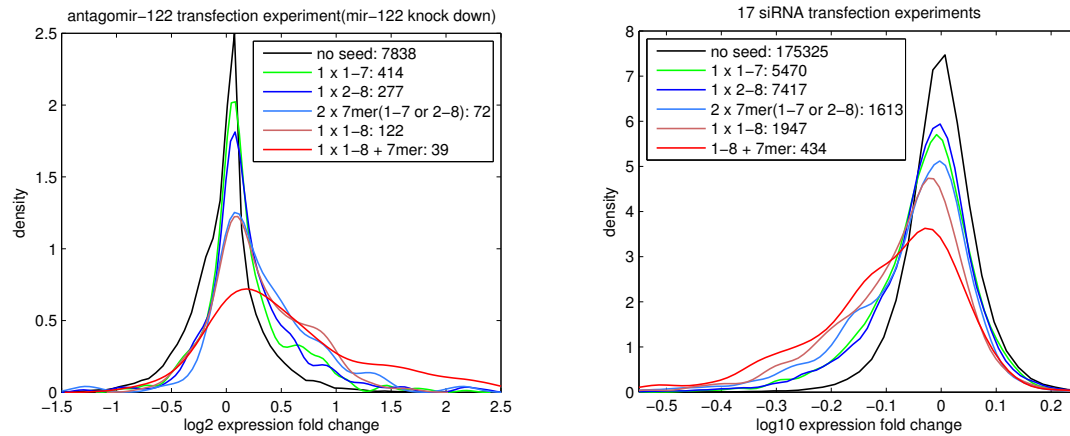 antagomir−122 transfection experiment(mir−122 knock down)
2.5
2
1.5
1
0.5
0
density
no seed: 7838
1 x 1−7: 414
1 x 2−8: 277
2 x 7mer(1−7 or 2−8): 72
1 x 1−8: 122
1 x 1−8 + 7mer: 39
−1.5 −1 −0.5 0 0.5 1 1.5 2 2.5
log2 expression fold change
17 siRNA transfection experiments
8
7
6
5
4
3
2
1
0
density
no seed: 175325
1 x 1−7: 5470
1 x 2−8: 7417
2 x 7mer(1−7 or 2−8): 1613
1 x 1−8: 1947
1−8 + 7mer: 434
−0.5 −0.4 −0.3 −0.2 −0.1 0 0.1 0.2
log10 expression fold change